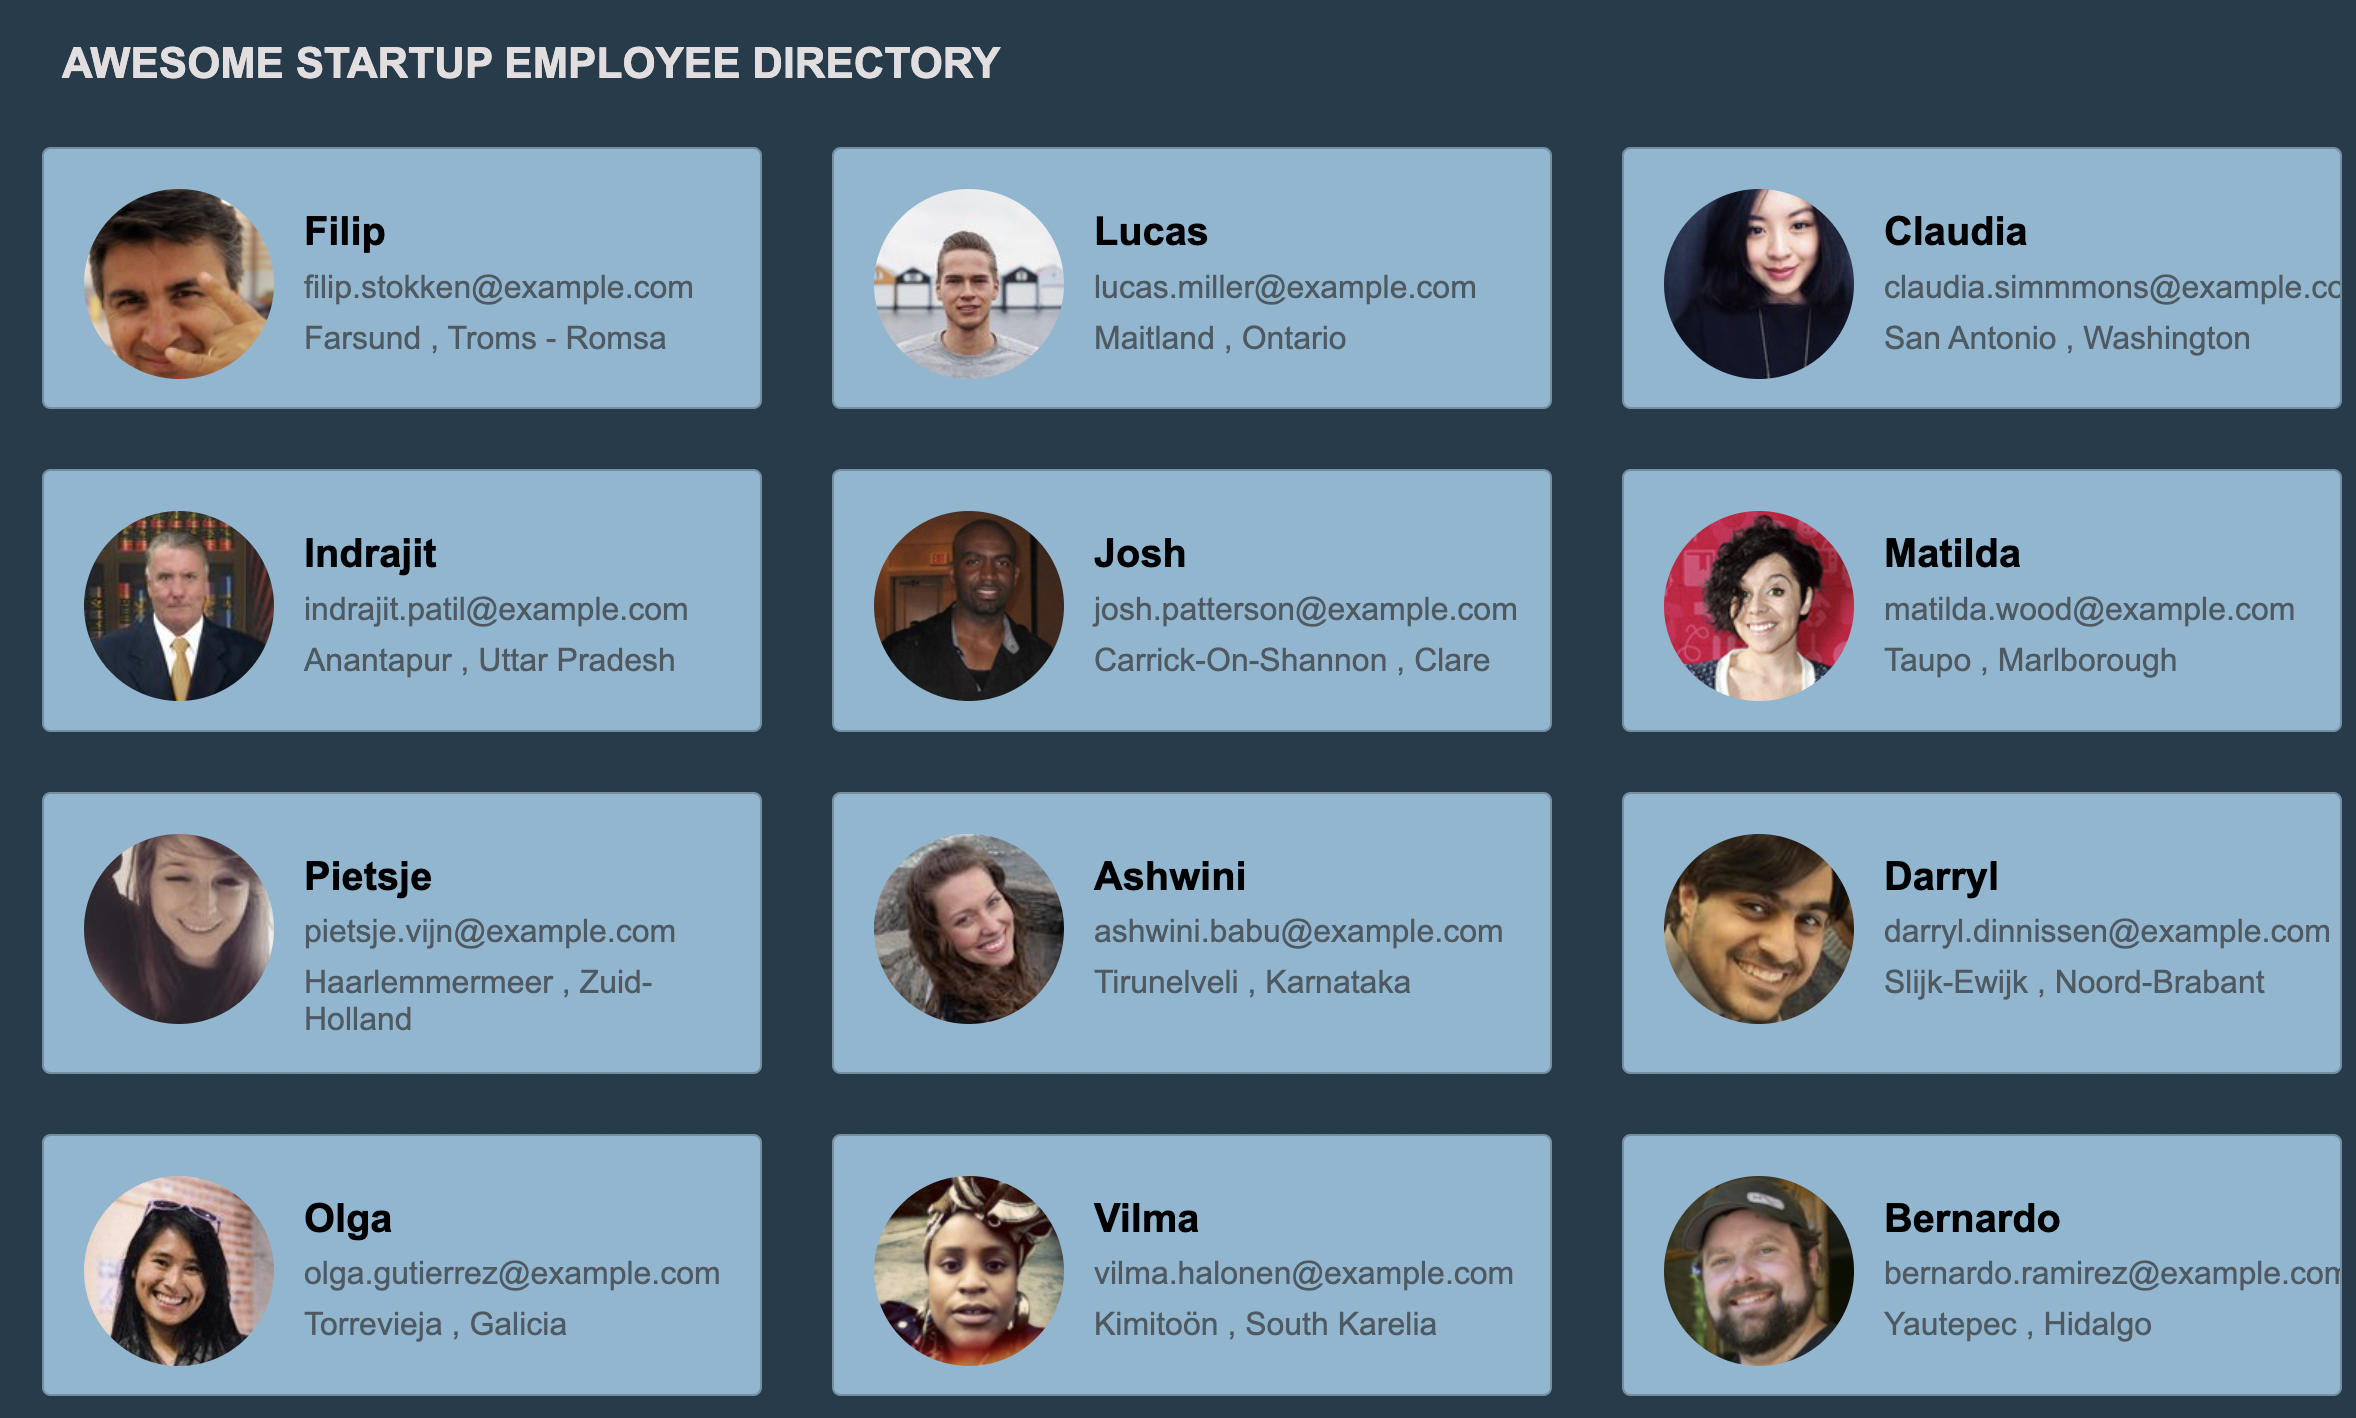 AWESOME STARTUP EMPLOYEE DIRECTORY
Filip
filip.stokken@example.com
Farsund , Troms - Romsa
Lucas
lucas.miller@example.com
Maitland , Ontario
Claudia
claudia.simmmons@example.co
San Antonio , Washington
Indrajit
indrajit.patil@example.com
Anantapur , Uttar Pradesh
Josh
josh.patterson@example.com
Carrick-On-Shannon , Clare
Matilda
matilda.wood@example.com
Taupo , Marlborough
Pietsje
pietsje.vijn@example.com
Haarlemmermeer , Zuid-
Holland
Ashwini
ashwini.babu@example.com
Tirunelveli , Karnataka
Darryl
darryl.dinnissen@example.com
Slijk-Ewijk , Noord-Brabant
Olga
olga.gutierrez@example.com
Torrevieja , Galicia
Vilma
vilma.halonen@example.com
Kimitoön , South Karelia
Bernardo
bernardo.ramirez@example.com
Yautepec , Hidalgo